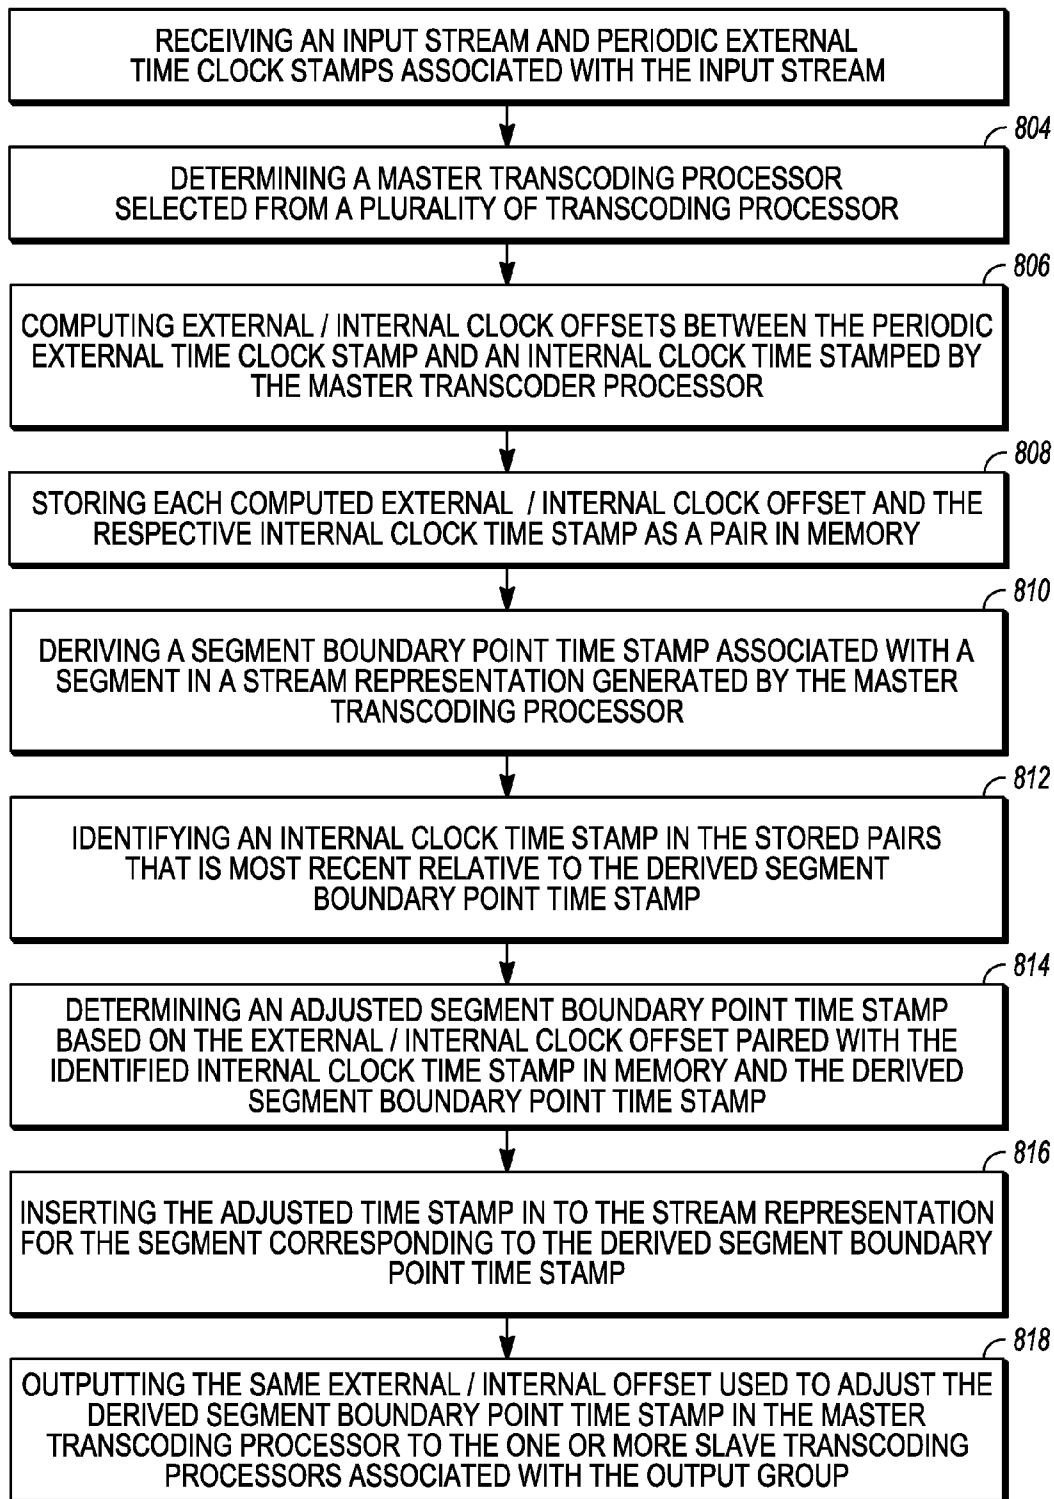 RECEIVING AN INPUT STREAM AND PERIODIC EXTERNAL
TIME CLOCK STAMPS ASSOCIATED WITH THE INPUT STREAM
804
DETERMINING A MASTER TRANSCODING PROCESSOR
SELECTED FROM A PLURALITY OF TRANSCODING PROCESSOR
806
COMPUTING EXTERNAL / INTERNAL CLOCK OFFSETS BETWEEN THE PERIODIC
EXTERNAL TIME CLOCK STAMP AND AN INTERNAL CLOCK TIME STAMPED BY
THE MASTER TRANSCODER PROCESSOR
808
STORING EACH COMPUTED EXTERNAL / INTERNAL CLOCK OFFSET AND THE
RESPECTIVE INTERNAL CLOCK TIME STAMP AS A PAIR IN MEMORY
810
DERIVING A SEGMENT BOUNDARY POINT TIME STAMP ASSOCIATED WITH A
SEGMENT IN A STREAM REPRESENTATION GENERATED BY THE MASTER
TRANSCODING PROCESSOR
812
IDENTIFYING AN INTERNAL CLOCK TIME STAMP IN THE STORED PAIRS
THAT IS MOST RECENT RELATIVE TO THE DERIVED SEGMENT
BOUNDARY POINT TIME STAMP
814
DETERMINING AN ADJUSTED SEGMENT BOUNDARY POINT TIME STAMP
BASED ON THE EXTERNAL / INTERNAL CLOCK OFFSET PAIRED WITH THE
IDENTIFIED INTERNAL CLOCK TIME STAMP IN MEMORY AND THE DERIVED
SEGMENT BOUNDARY POINT TIME STAMP
816
INSERTING THE ADJUSTED TIME STAMP IN TO THE STREAM REPRESENTATION
FOR THE SEGMENT CORRESPONDING TO THE DERIVED SEGMENT BOUNDARY
POINT TIME STAMP
818
OUTPUTTING THE SAME EXTERNAL / INTERNAL OFFSET USED TO ADJUST THE
DERIVED SEGMENT BOUNDARY POINT TIME STAMP IN THE MASTER
TRANSCODING PROCESSOR TO THE ONE OR MORE SLAVE TRANSCODING
PROCESSORS ASSOCIATED WITH THE OUTPUT GROUP